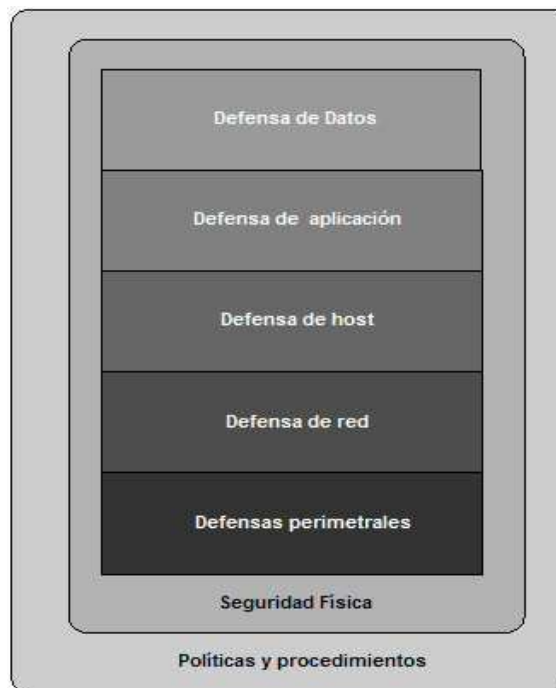 Defensa de Datos
Defensa de aplicación
Defensa de host
Defensa de red
Defensas perimetrales
Seguridad Física
Políticas y procedimientos